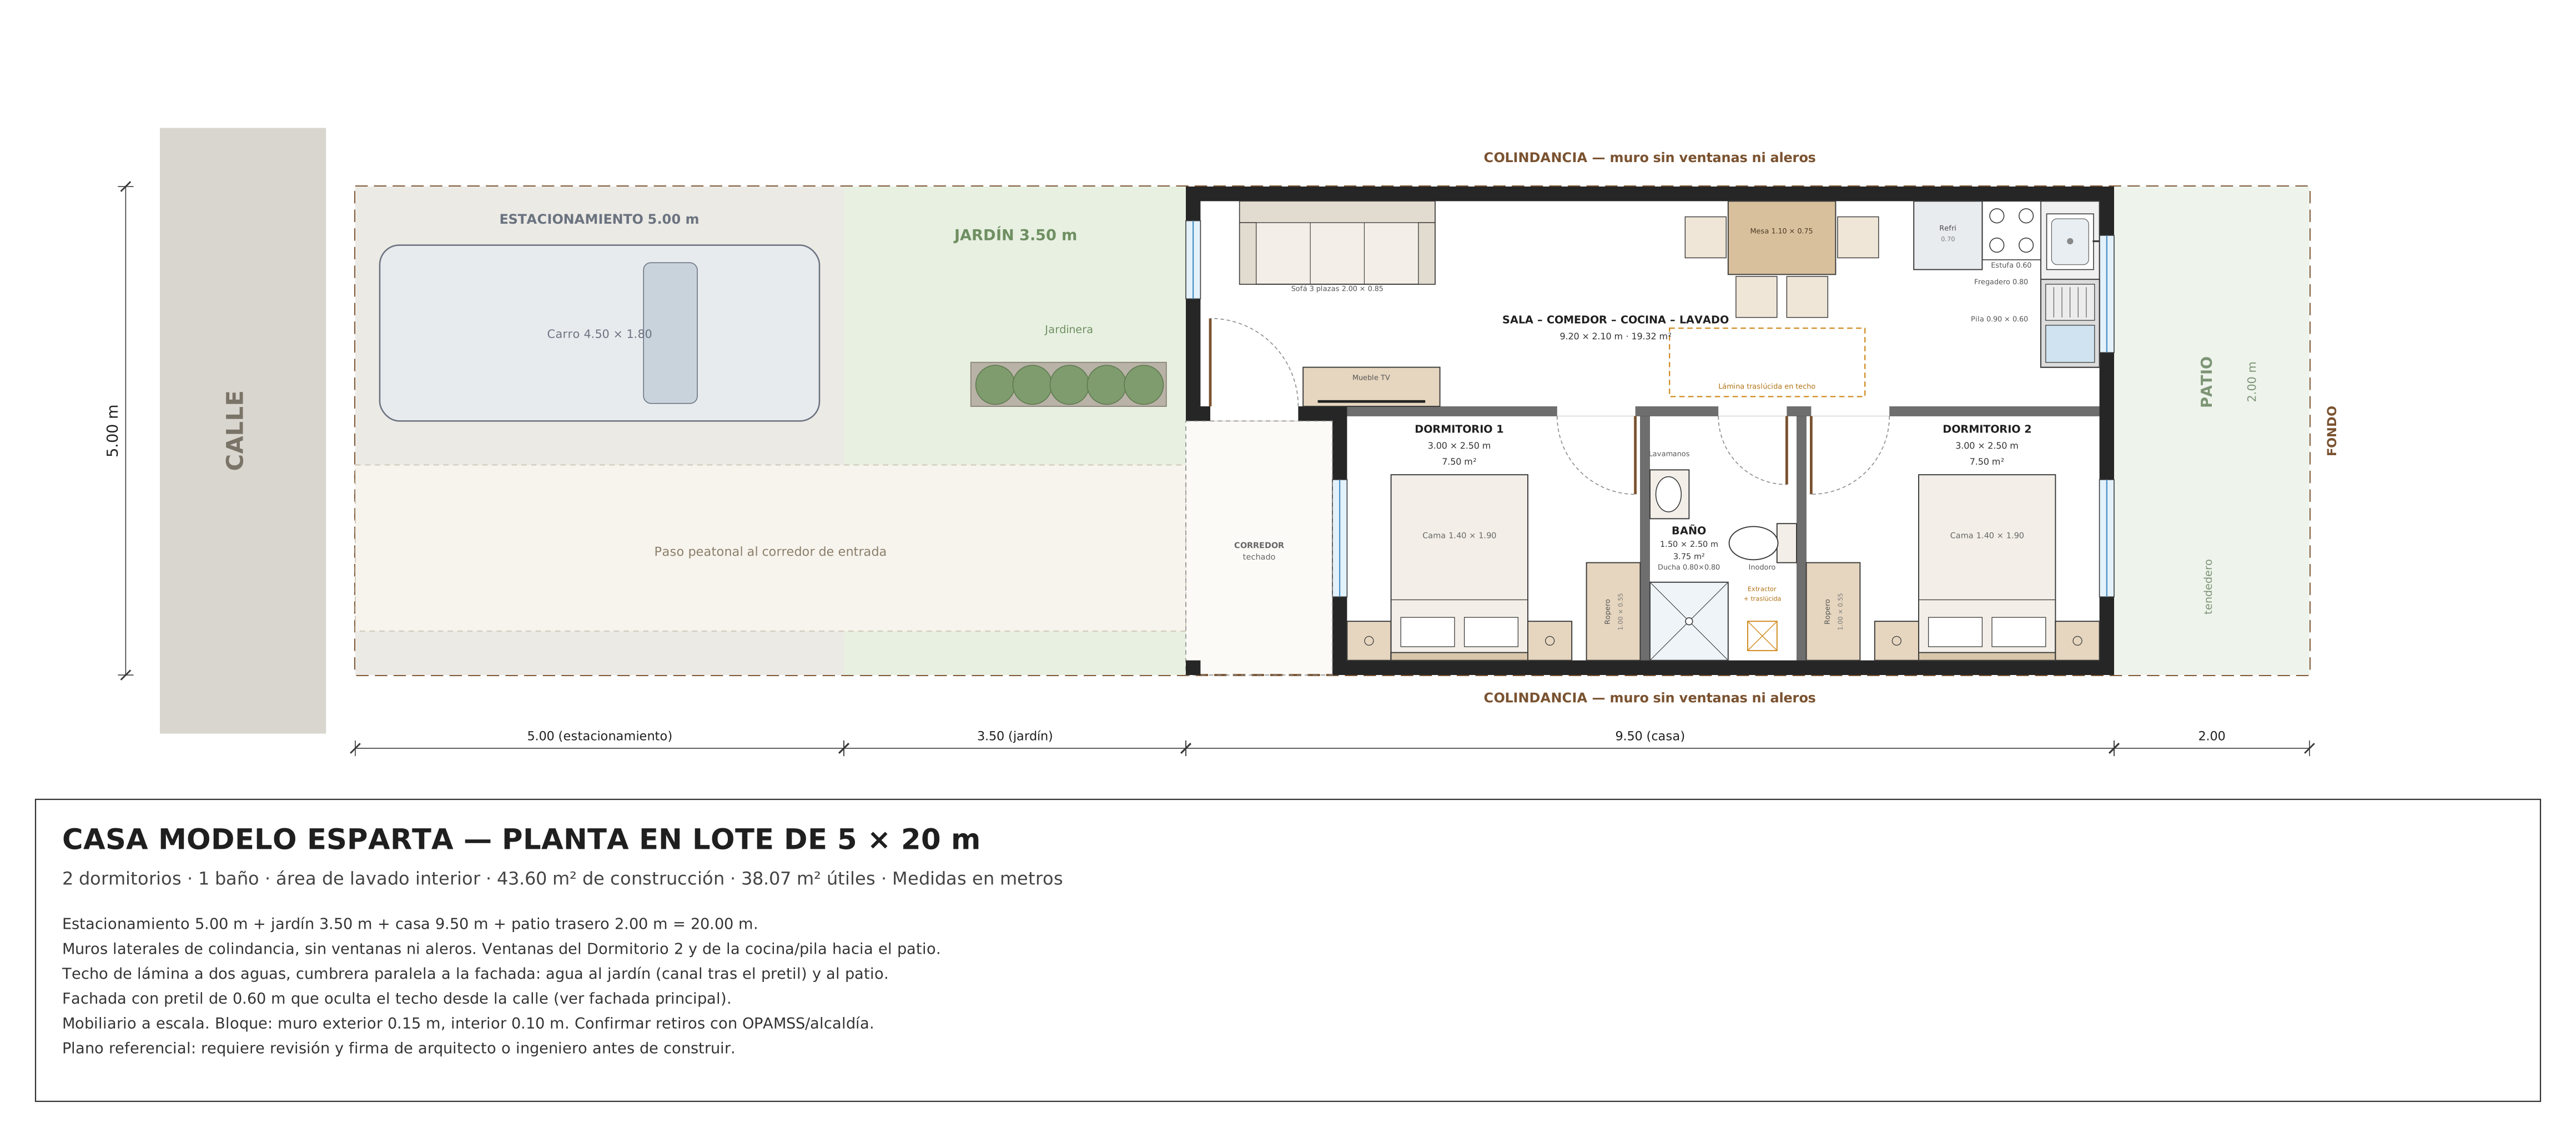 COLINDANCIA — muro sin ventanas ni aleros
ESTACIONAMIENTO 5.00 m
JARDÍN 3.50 m
Carro 4.50 × 1.80
Jardinera
CALLE
5.00 m
Paso peatonal al corredor de entrada
CORREDOR
techado
Sofá 3 plazas 2.00 × 0.85
Mueble TV
SALA – COMEDOR – COCINA – LAVADO
9.20 × 2.10 m · 19.32 m²
Mesa 1.10 × 0.75
Lámina traslúcida en techo
Refri
0.70
Estufa 0.60
Fregadero 0.80
Pila 0.90 × 0.60
DORMITORIO 1
3.00 × 2.50 m
7.50 m²
Cama 1.40 × 1.90
Ropero
1.00 × 0.55
Lavamanos
BAÑO
1.50 × 2.50 m
3.75 m²
Ducha 0.80×0.80
Inodoro
Extractor
+ traslúcida
DORMITORIO 2
3.00 × 2.50 m
7.50 m²
Cama 1.40 × 1.90
Ropero
1.00 × 0.55
PATIO
2.00 m
tendedero
FONDO
COLINDANCIA — muro sin ventanas ni aleros
5.00 (estacionamiento)
3.50 (jardín)
9.50 (casa)
2.00
CASA MODELO ESPARTA — PLANTA EN LOTE DE 5 × 20 m
2 dormitorios · 1 baño · área de lavado interior · 43.60 m² de construcción · 38.07 m² útiles · Medidas en metros
Estacionamiento 5.00 m + jardín 3.50 m + casa 9.50 m + patio trasero 2.00 m = 20.00 m.
Muros laterales de colindancia, sin ventanas ni aleros. Ventanas del Dormitorio 2 y de la cocina/pila hacia el patio.
Techo de lámina a dos aguas, cumbrera paralela a la fachada: agua al jardín (canal tras el pretil) y al patio.
Fachada con pretil de 0.60 m que oculta el techo desde la calle (ver fachada principal).
Mobiliario a escala. Bloque: muro exterior 0.15 m, interior 0.10 m. Confirmar retiros con OPAMSS/alcaldía.
Plano referencial: requiere revisión y firma de arquitecto o ingeniero antes de construir.